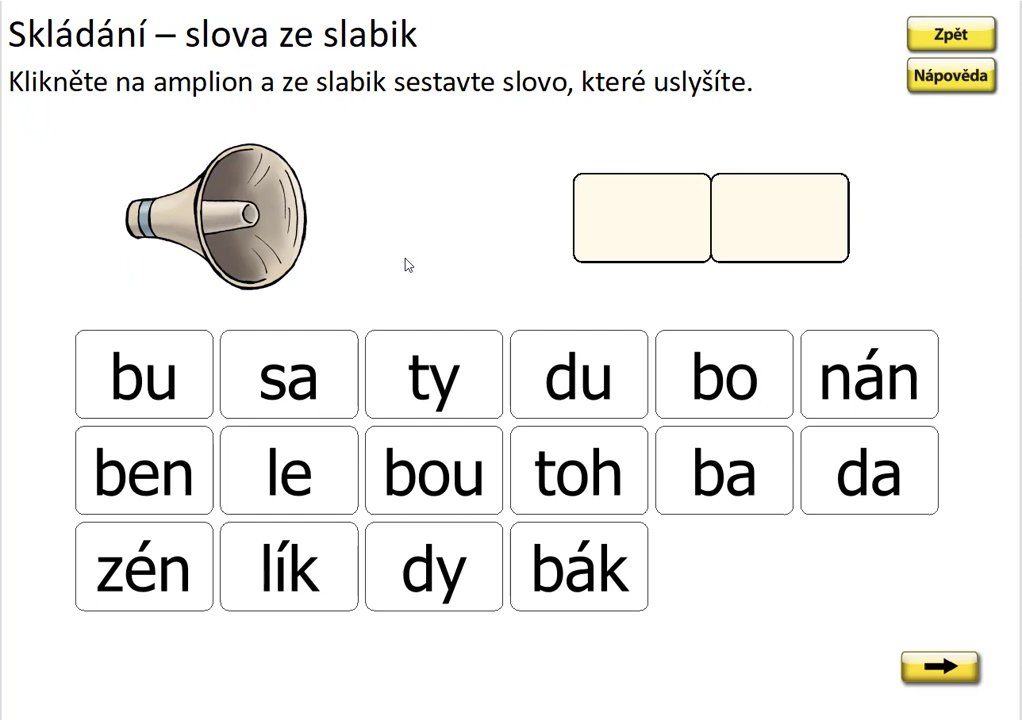 Skládání – slova ze slabik
Zpět
Klikněte na amplion a ze slabik sestavte slovo, které uslyšíte.
Nápověda
bu sa ty du bo nán
ben le bou toh ba da
zén lík dy bák